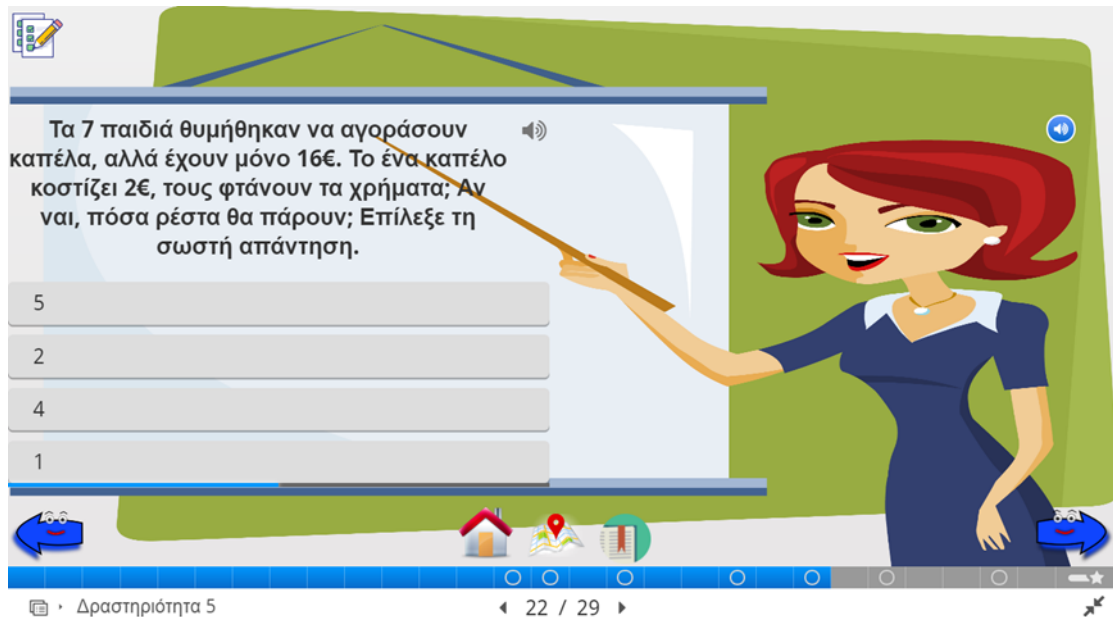 Τα 7 παιδιά θυμήθηκαν να αγοράσουν
καπέλα, αλλά έχουν μόνο 16€. Το ένα καπέλο
κοστίζει 2€, τους φτάνουν τα χρήματα; Αν
ναι, πόσα ρέστα θα πάρουν; Επίλεξε τη
σωστή απάντηση.
5
2
4
1
Δραστηριότητα 5
22 / 29